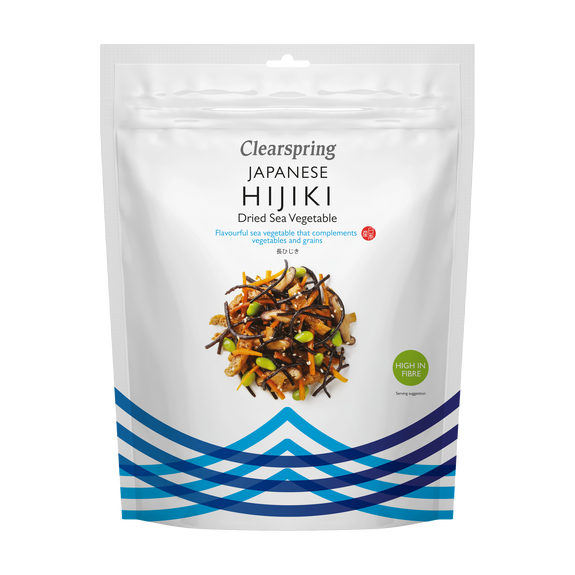 Clearspring
JAPANESE
HIJIKI
Dried Sea Vegetable
Flavourful sea vegetable that complements
vegetables and grains
長ひじき
HIGH IN
FIBRE
Serving suggestion